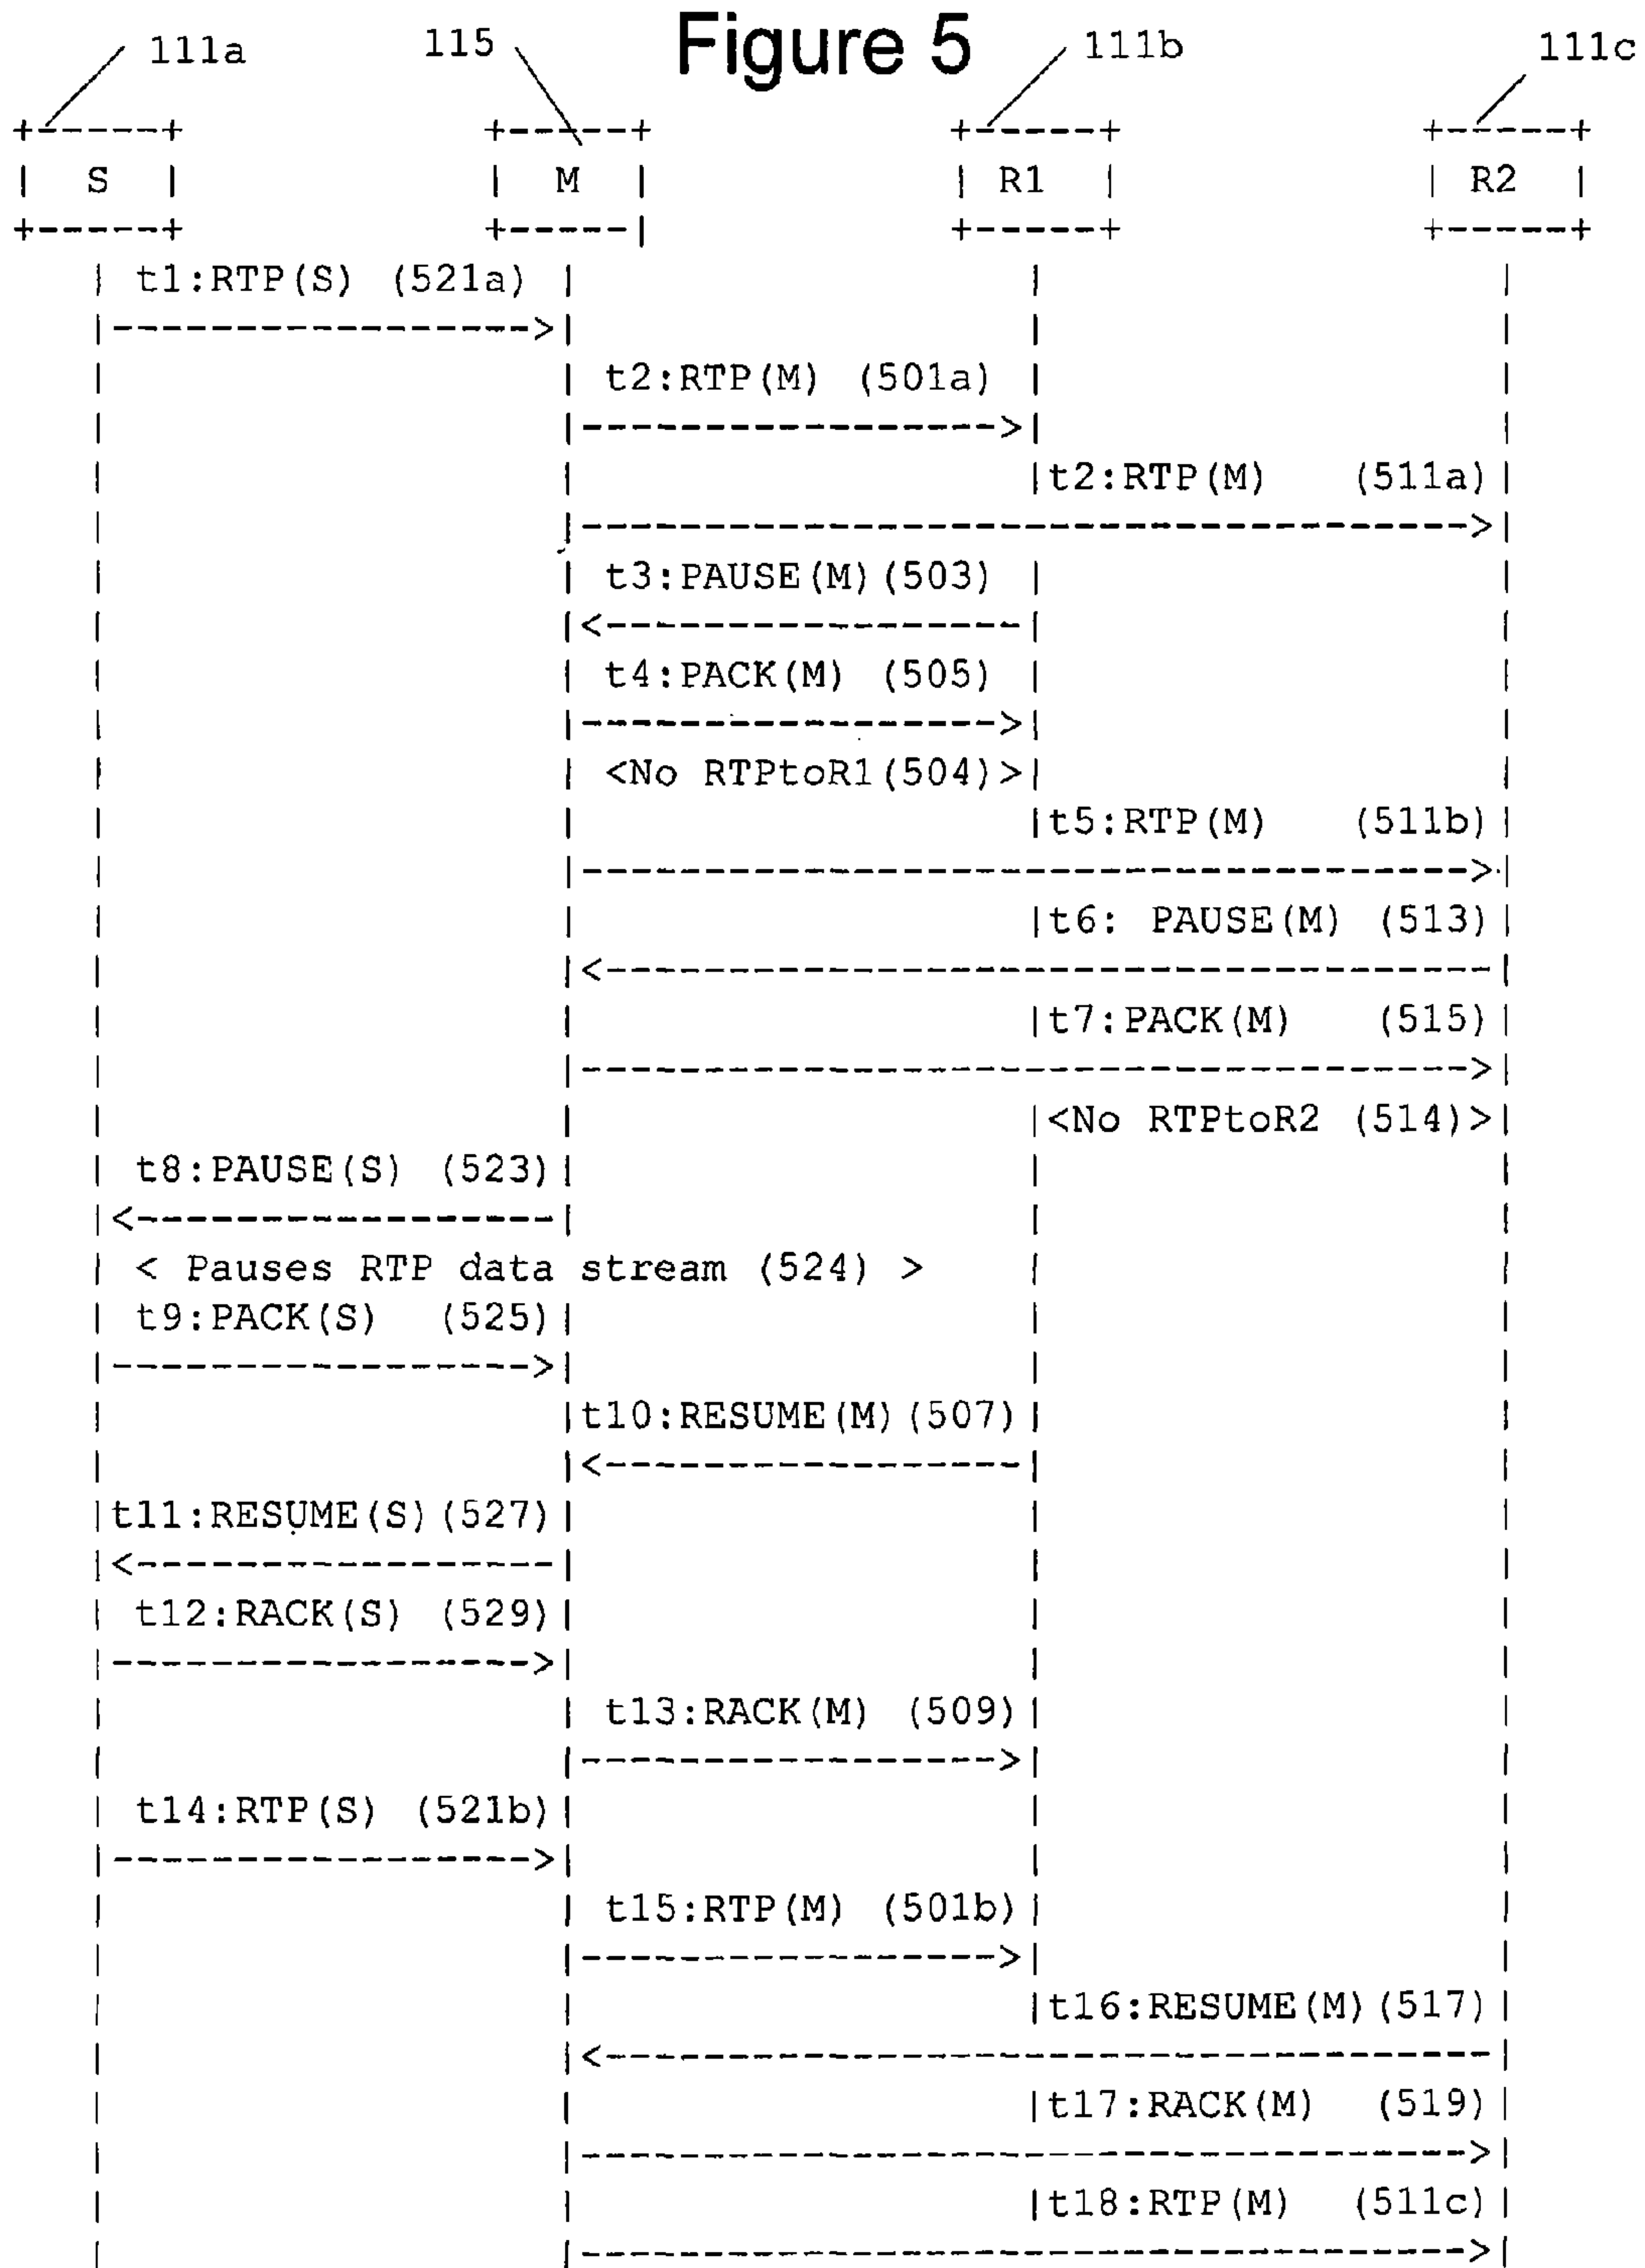 Figure 5
111a 115 111b 111c
S M R1 R2
t1:RTP(S) (521a)
t2:RTP(M) (501a)
t2:RTP(M) (511a)
t3:PAUSE(M)(503)
t4:PACK(M) (505)
<No RTPtoR1(504)>
t5:RTP(M) (511b)
t6: PAUSE(M) (513)
t7:PACK(M) (515)
<No RTPtoR2 (514)>
t8:PAUSE(S) (523)
< Pauses RTP data stream (524) >
t9:PACK(S) (525)
t10:RESUME(M)(507)
t11:RESUME(S)(527)
t12:RACK(S) (529)
t13:RACK(M) (509)
t14:RTP(S) (521b)
t15:RTP(M) (501b)
t16:RESUME(M)(517)
t17:RACK(M) (519)
t18:RTP(M) (511c)